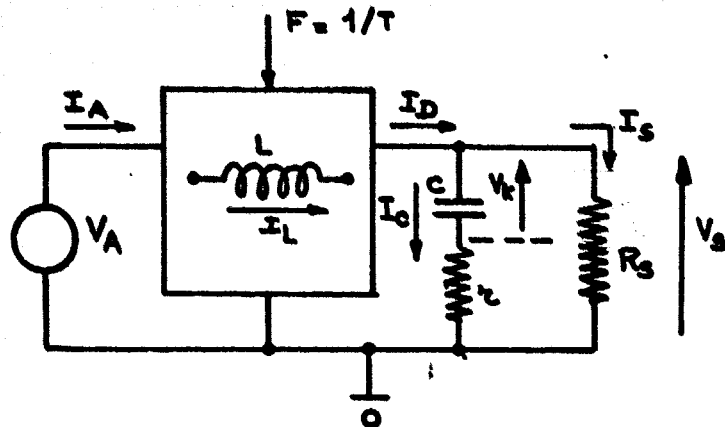 F = 1/T
I_A
I_D
I_S
L
I_L
C
V_k
I_C
V_A
r
R_S
V_S
O